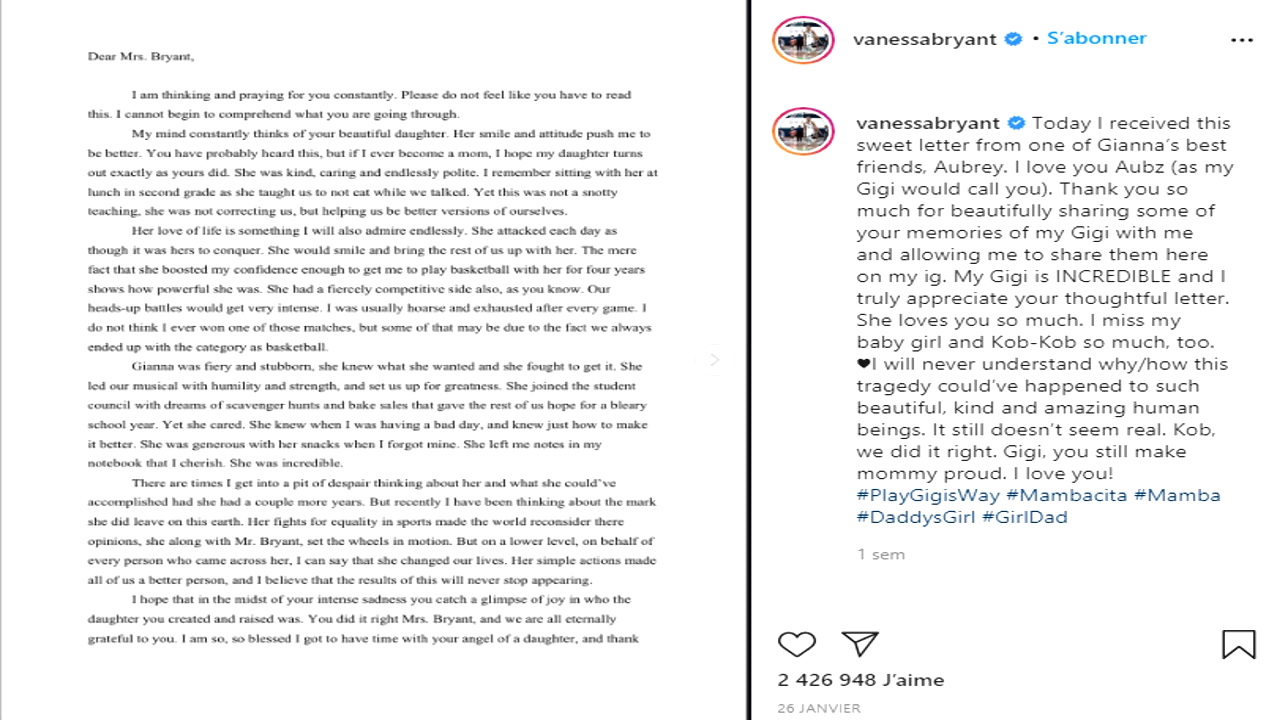 Dear Mrs. Bryant,
I am thinking and praying for you constantly. Please do not feel like you have to read
this. I cannot begin to comprehend what you are going through.
My mind constantly thinks of your beautiful daughter. Her smile and attitude push me to
be better. You have probably heard this, but if I ever become a mom, I hope my daughter turns
out exactly as yours did. She was kind, caring and endlessly polite. I remember sitting with her at
lunch in second grade as she taught us to not eat while we talked. Yet this was not a snotty
teaching, she was not correcting us, but helping us be better versions of ourselves.
Her love of life is something I will also admire endlessly. She attacked each day as
though it was hers to conquer. She would smile and bring the rest of us up with her. The mere
fact that she boosted my confidence enough to get me to play basketball with her for four years
shows how powerful she was. She had a fiercely competitive side also, as you know. Our
heads-up battles would get very intense. I was usually hoarse and exhausted after every game. I
do not think I ever won one of those matches, but some of that may be due to the fact we always
ended up with the category as basketball.
Gianna was fiery and stubborn, she knew what she wanted and she fought to get it. She
led our musical with humility and strength, and set us up for greatness. She joined the student
council with dreams of scavenger hunts and bake sales that gave the rest of us hope for a bleary
school year. Yet she cared. She knew when I was having a bad day, and knew just how to make
it better. She was generous with her snacks when I forgot mine. She left me notes in my
notebook that I cherish. She was incredible.
There are times I get into a pit of despair thinking about her and what she could've
accomplished had she had a couple more years. But recently I have been thinking about the mark
she did leave on this earth. Her fights for equality in sports made the world reconsider there
opinions, she along with Mr. Bryant, set the wheels in motion. But on a lower level, on behalf of
every person who came across her, I can say that she changed our lives. Her simple actions made
all of us a better person, and I believe that the results of this will never stop appearing.
I hope that in the midst of your intense sadness you catch a glimpse of joy in who the
daughter you created and raised was. You did it right Mrs. Bryant, and we are all eternally
grateful to you. I am so, so blessed I got to have time with your angel of a daughter, and thank
vanessabryant • S'abonner
vanessabryant Today I received this
sweet letter from one of Gianna's best
friends, Aubrey. I love you Aubz (as my
Gigi would call you). Thank you so
much for beautifully sharing some of
your memories of my Gigi with me
and allowing me to share them here
on my ig. My Gigi is INCREDIBLE and I
truly appreciate your thoughtful letter.
She loves you so much. I miss my
baby girl and Kob-Kob so much, too.
❤I will never understand why/how this
tragedy could've happened to such
beautiful, kind and amazing human
beings. It still doesn't seem real. Kob,
we did it right. Gigi, you still make
mommy proud. I love you!
#PlayGigisWay #Mambacita #Mamba
#DaddysGirl #GirlDad
1 sem
2 426 948 J'aime
26 JANVIER